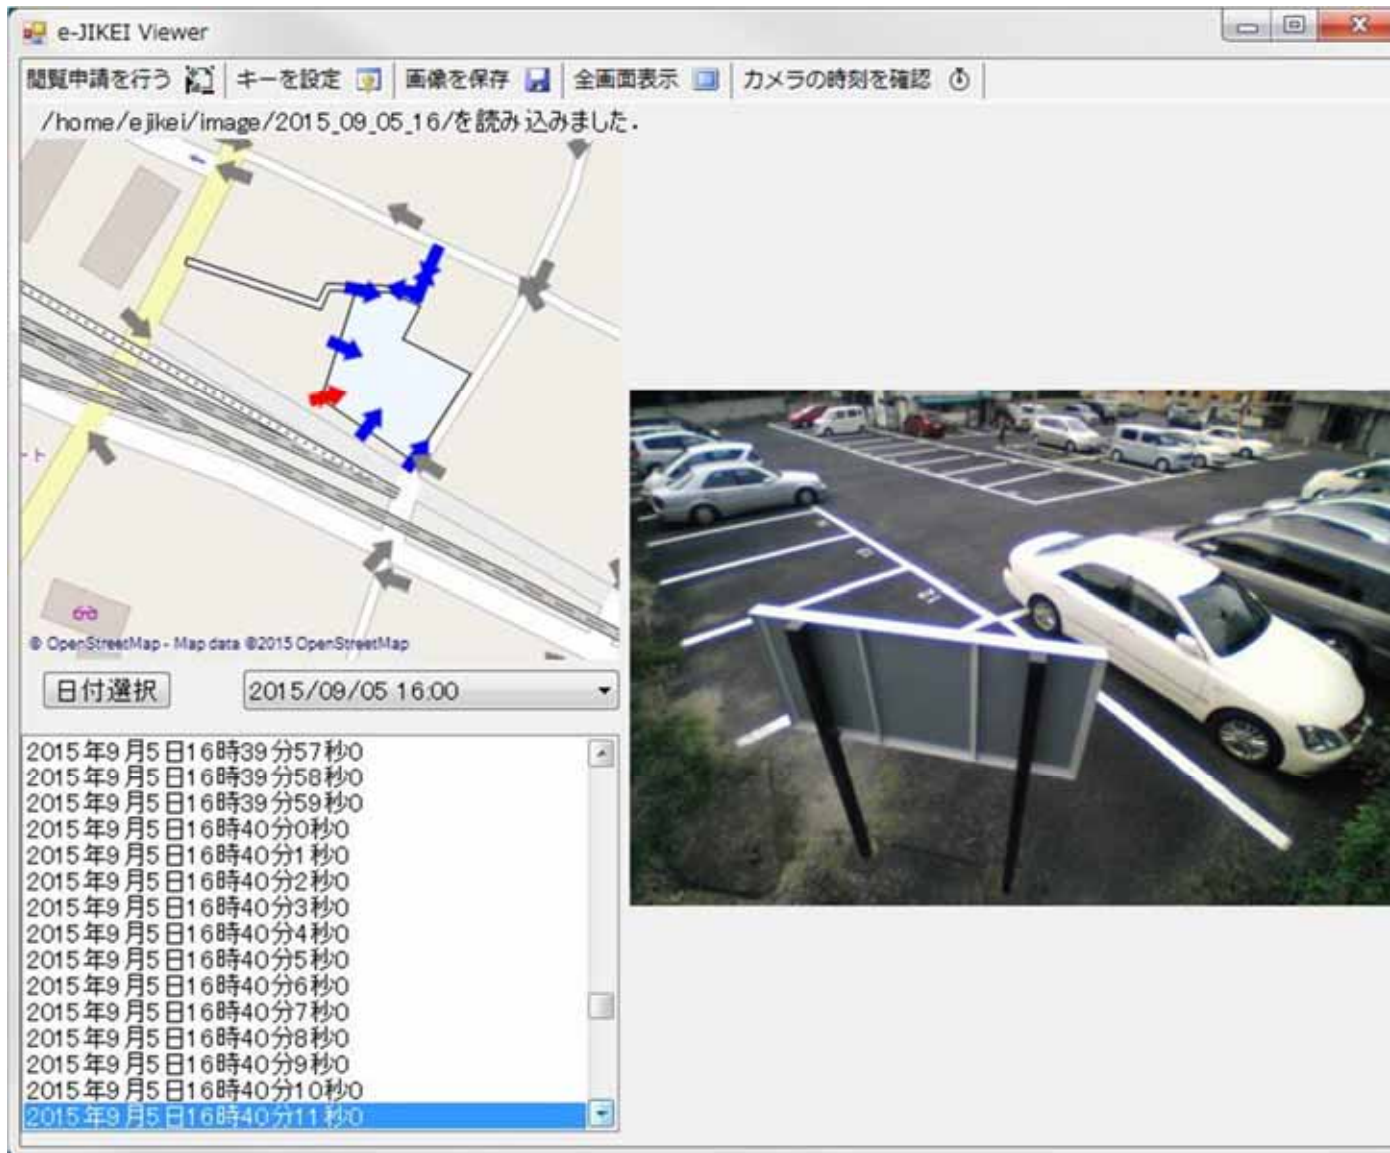 e-JIKEI Viewer
閲覧申請を行う キーを設定 画像を保存 全画面表示 カメラの時刻を確認
/home/ejikei/image/2015_09_05_16/を読み込みました.
ート
© OpenStreetMap - Map data ©2015 OpenStreetMap
日付選択 2015/09/05 16:00
2015年9月5日16時39分57秒0
2015年9月5日16時39分58秒0
2015年9月5日16時39分59秒0
2015年9月5日16時40分0秒0
2015年9月5日16時40分1秒0
2015年9月5日16時40分2秒0
2015年9月5日16時40分3秒0
2015年9月5日16時40分4秒0
2015年9月5日16時40分5秒0
2015年9月5日16時40分6秒0
2015年9月5日16時40分7秒0
2015年9月5日16時40分8秒0
2015年9月5日16時40分9秒0
2015年9月5日16時40分10秒0
2015年9月5日16時40分11秒0